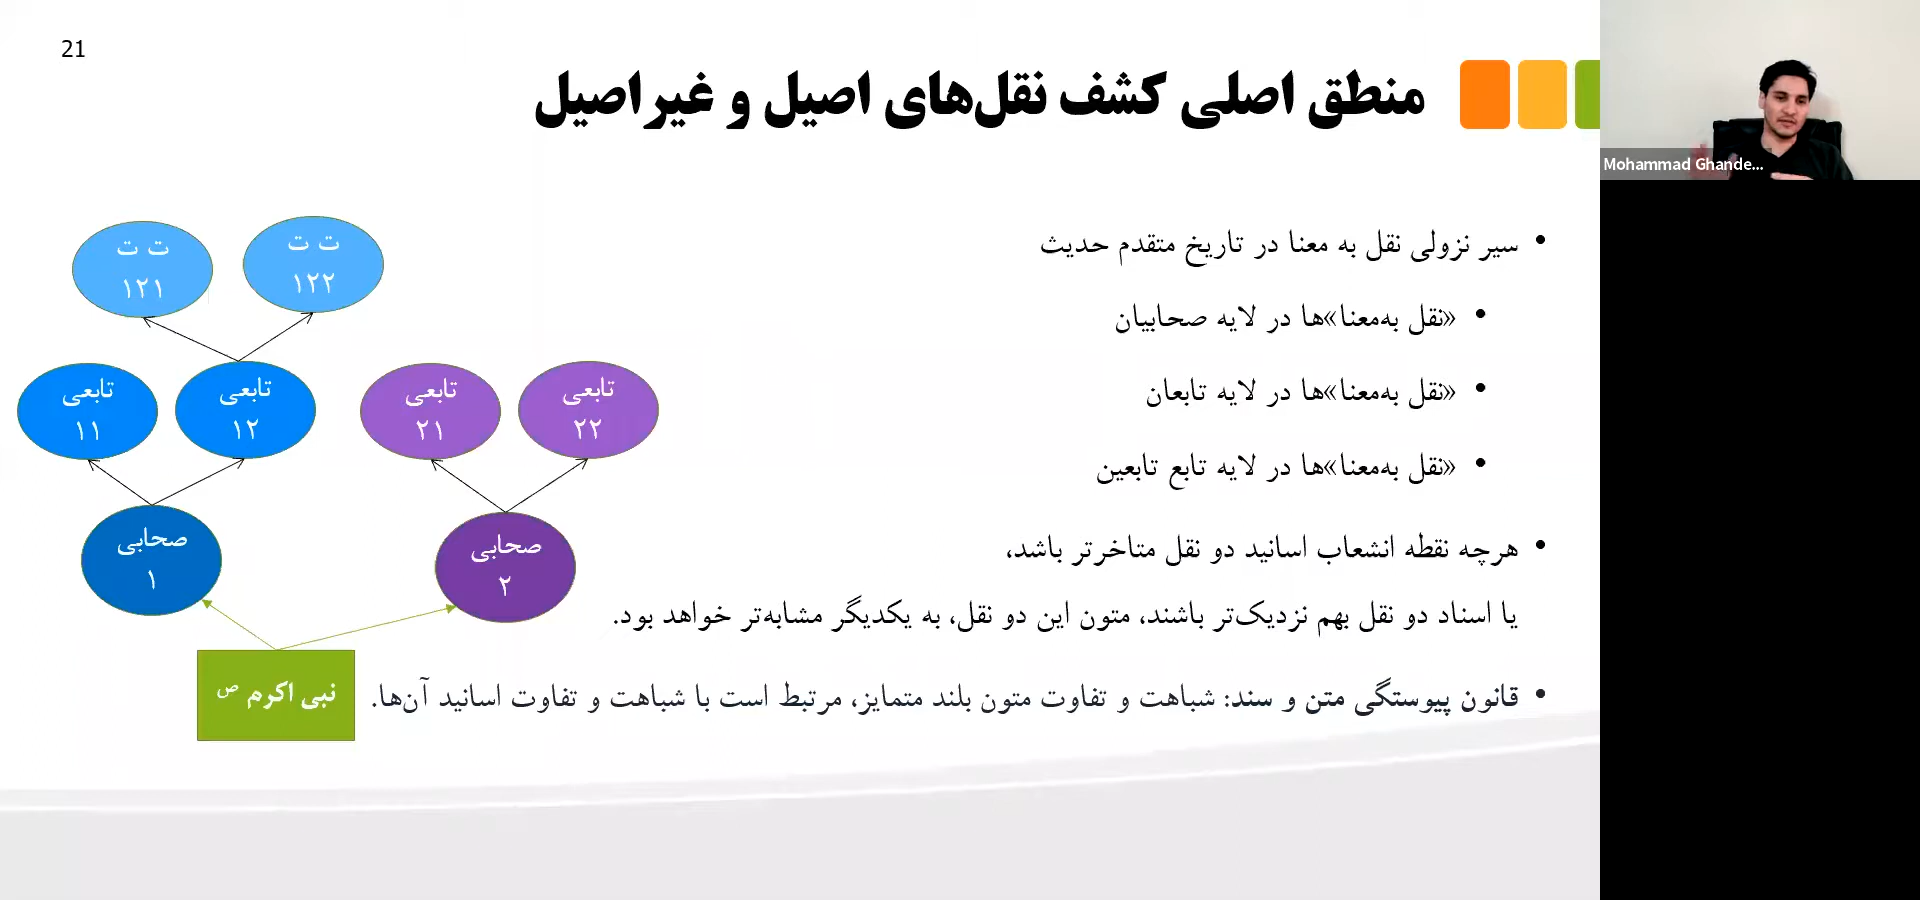 21
منطق اصلی کشف نقل‌های اصیل و غیراصیل
Mohammad Ghande...
• سیر نزولی نقل به معنا در تاریخ متقدم حدیث
• «نقل به‌معنا»ها در لایه صحابیان
• «نقل به‌معنا»ها در لایه تابعان
• «نقل به‌معنا»ها در لایه تابع تابعین
• هرچه نقطه انشعاب اسانید دو نقل متاخرتر باشد،
یا اسناد دو نقل بهم نزدیک‌تر باشند، متون این دو نقل، به یکدیگر مشابه‌تر خواهد بود.
• قانون پیوستگی متن و سند: شباهت و تفاوت متون بلند متمایز، مرتبط است با شباهت و تفاوت اسانید آن‌ها.
ت ت
۱۲۱
ت ت
۱۲۲
تابعی
۱۱
تابعی
۱۲
تابعی
۲۱
تابعی
۲۲
صحابی
۱
صحابی
۲
نبی اکرم ص